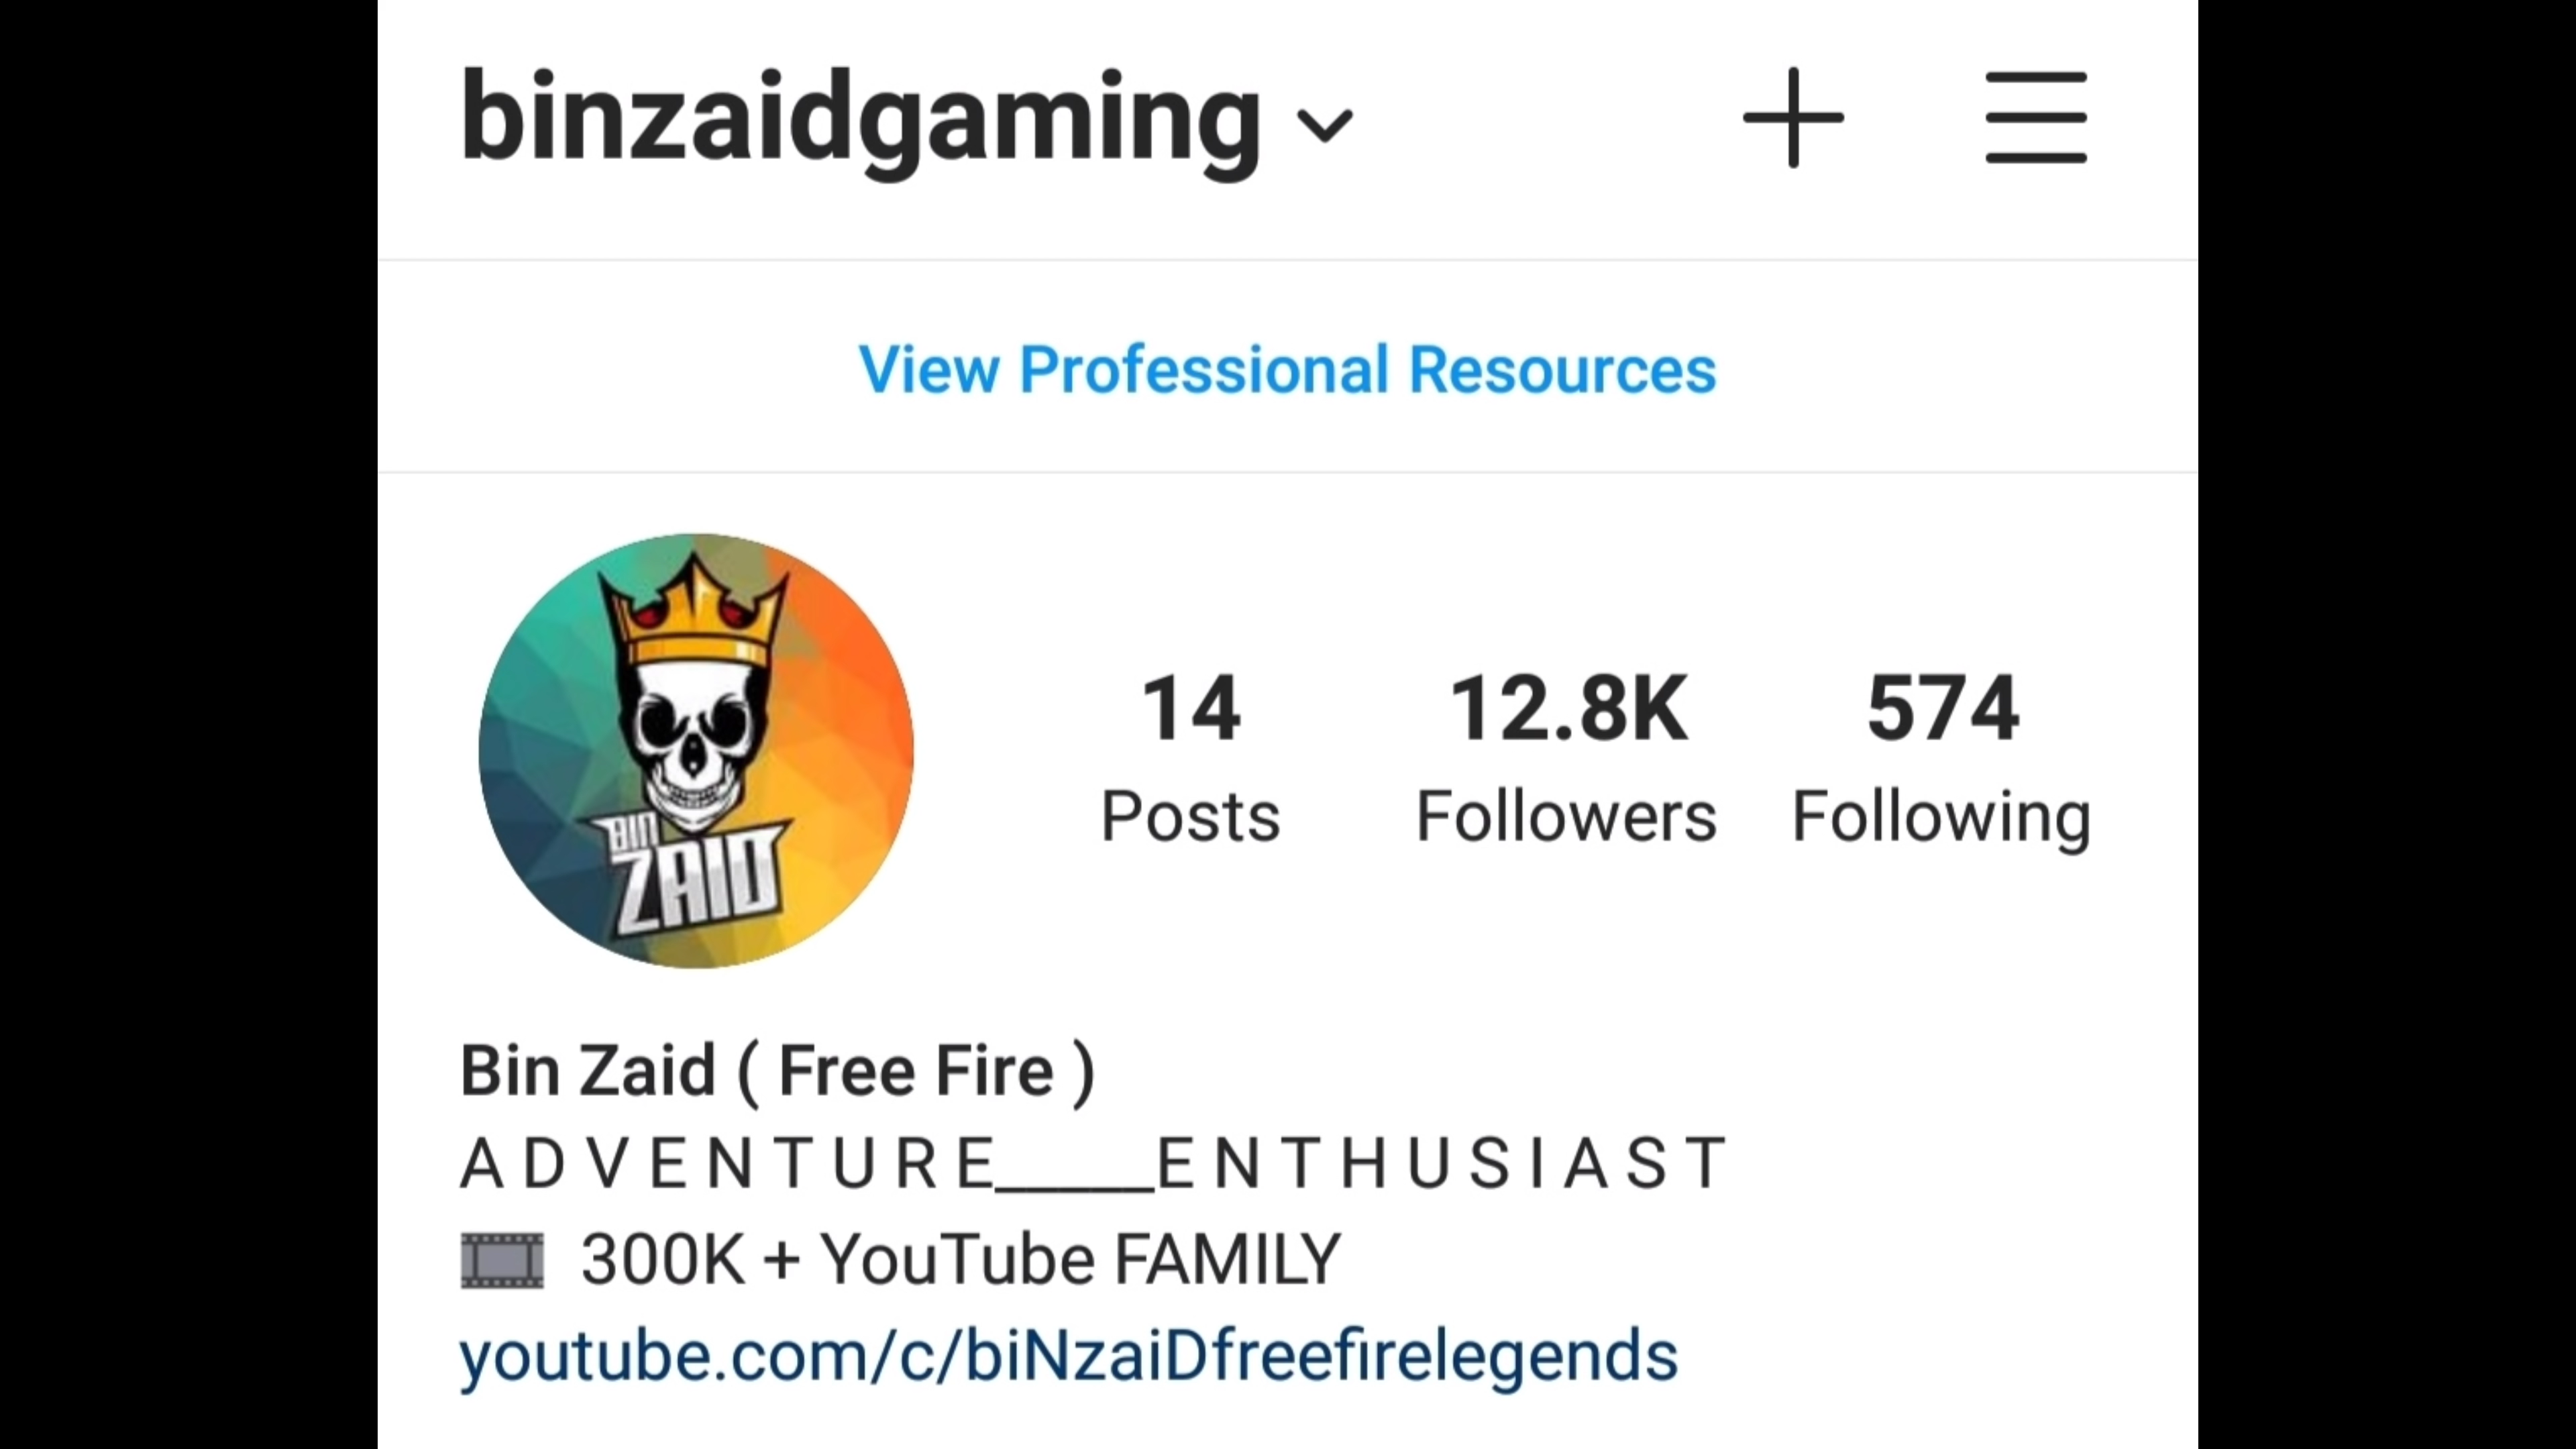 binzaidgaming
View Professional Resources
BIN
ZAID
14
Posts
12.8K
Followers
574
Following
Bin Zaid ( Free Fire )
A D V E N T U R E_____E N T H U S I A S T
300K + YouTube FAMILY
youtube.com/c/biNzaiDfreefirelegends